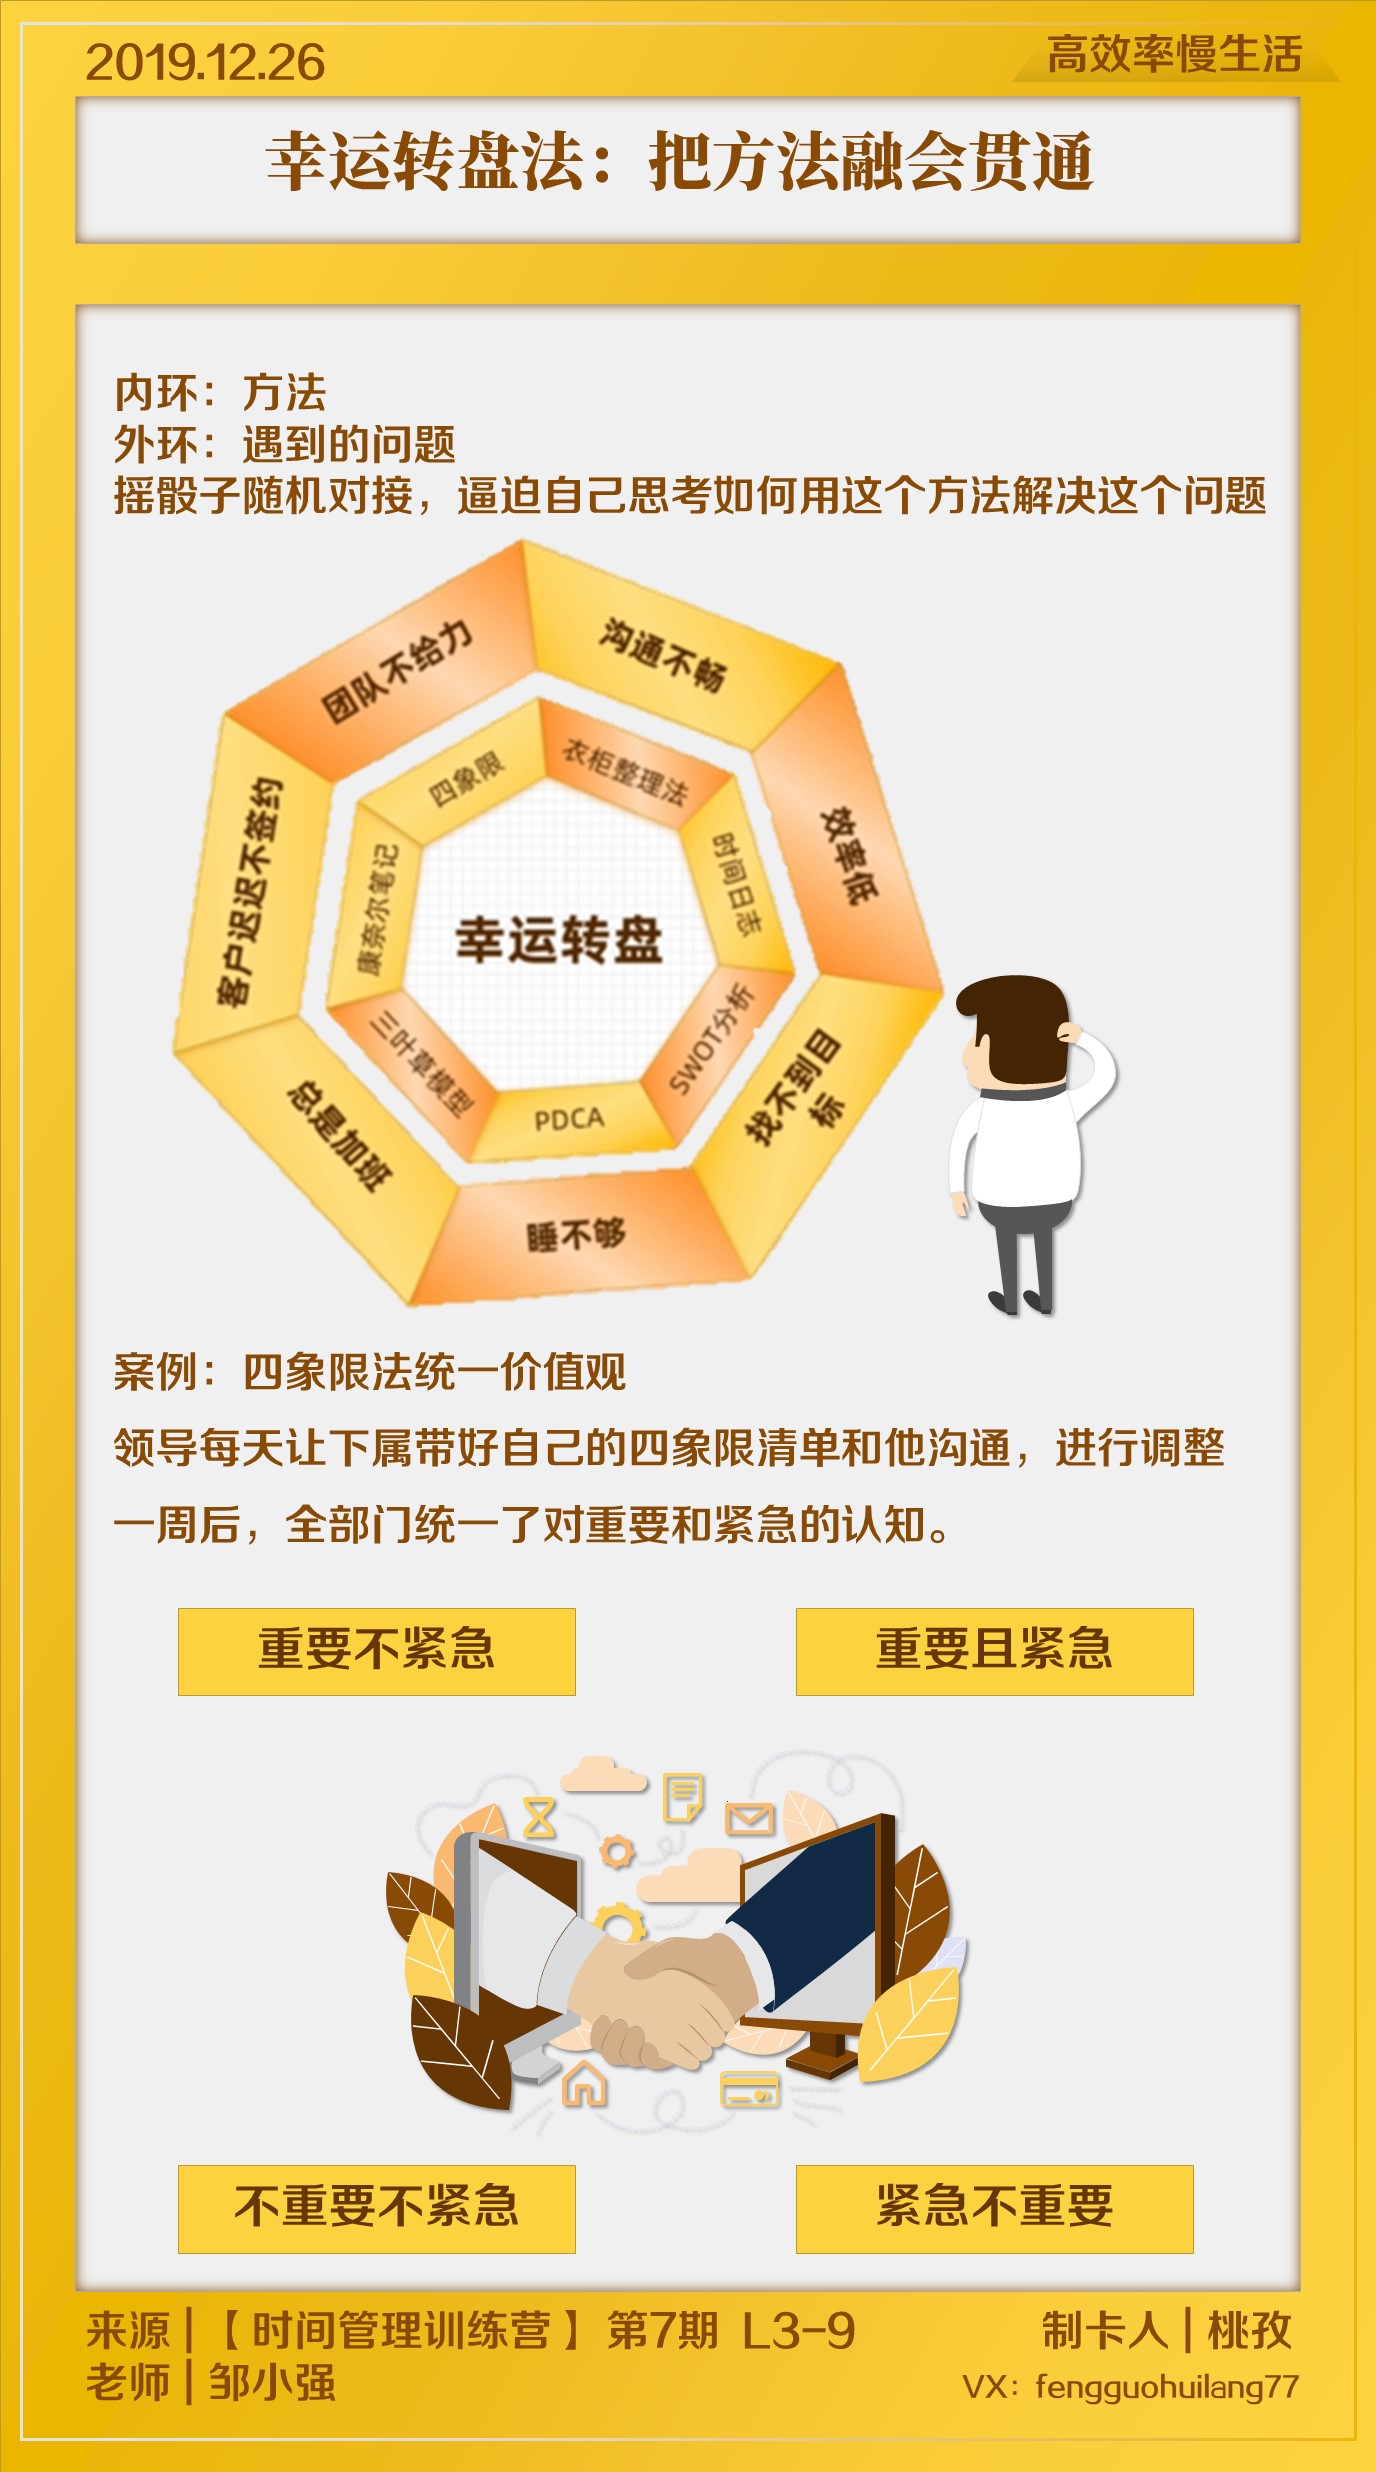 2019.12.26
高效率慢生活
幸运转盘法：把方法融会贯通
内环：方法
外环：遇到的问题
摇骰子随机对接，逼迫自己思考如何用这个方法解决这个问题
团队不给力
沟通不畅
效率低
找不到目
标
睡不够
总是加班
客户迟迟不签约
四象限
衣柜整理法
时间日志
SWOT分析
PDCA
三叶草模型
康奈尔笔记
幸运转盘
案例：四象限法统一价值观
领导每天让下属带好自己的四象限清单和他沟通，进行调整
一周后，全部门统一了对重要和紧急的认知。
重要不紧急
重要且紧急
不重要不紧急
紧急不重要
来源|【时间管理训练营】第7期 L3-9
制卡人|桃孜
老师|邹小强
VX：fengguohuilang77